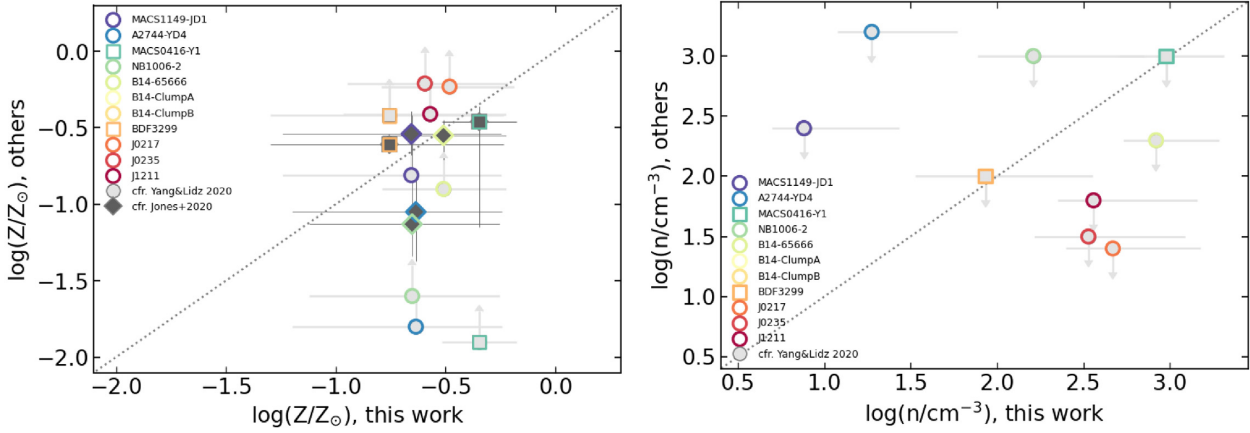 MACS1149-JD1
A2744-YD4
MACS0416-Y1
NB1006-2
B14-65666
B14-ClumpA
B14-ClumpB
BDF3299
J0217
J0235
J1211
cfr. Yang&Lidz 2020
cfr. Jones+2020
0.0
−0.5
−1.0
−1.5
−2.0
log(Z/Z⊙), others
−2.0 −1.5 −1.0 −0.5 0.0
log(Z/Z⊙), this work
3.0
2.5
2.0
1.5
1.0
0.5
log(n/cm⁻³), others
MACS1149-JD1
A2744-YD4
MACS0416-Y1
NB1006-2
B14-65666
B14-ClumpA
B14-ClumpB
BDF3299
J0217
J0235
J1211
cfr. Yang&Lidz 2020
0.5 1.0 1.5 2.0 2.5 3.0
log(n/cm⁻³), this work